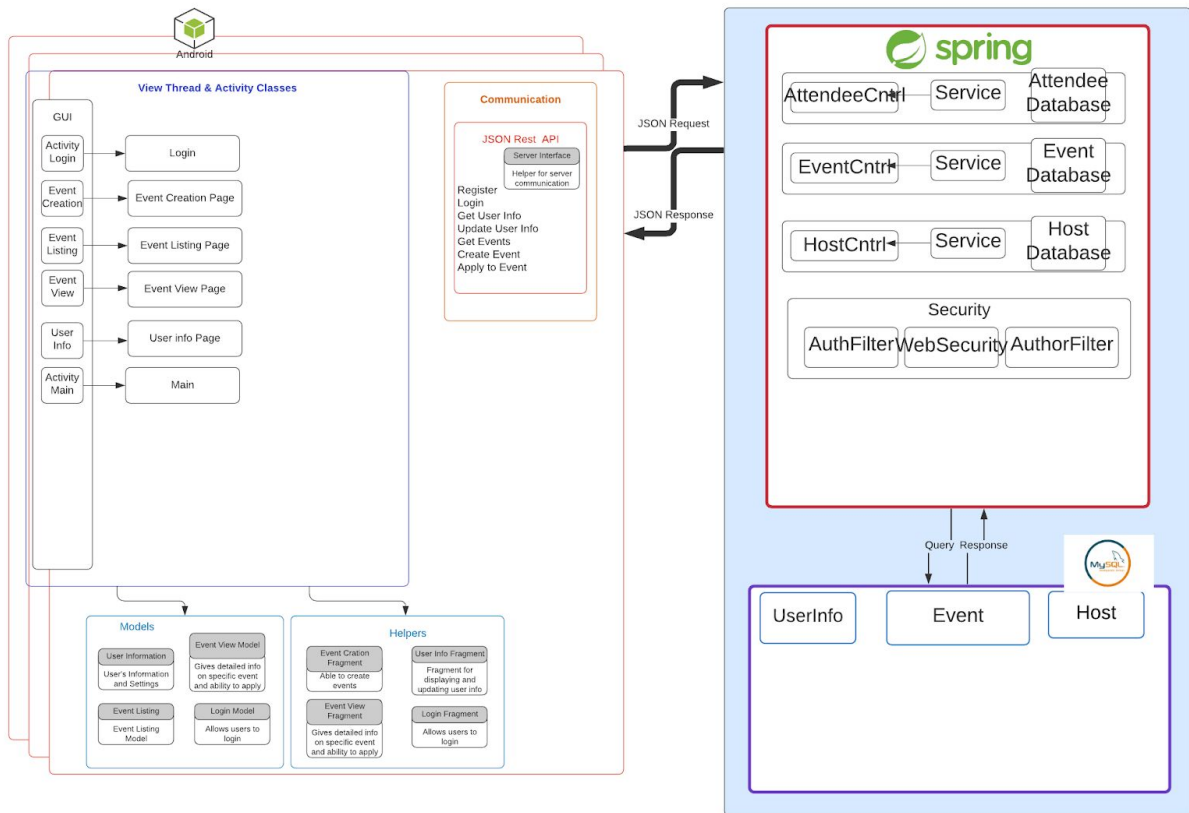 Android
View Thread & Activity Classes
GUI
Activity
Login
Login
Event
Creation
Event Creation Page
Event
Listing
Event Listing Page
Event
View
Event View Page
User
Info
User info Page
Activity
Main
Main
Communication
JSON Rest API
Server Interface
Helper for server
communication
Register
Login
Get User Info
Update User Info
Get Events
Create Event
Apply to Event
Models
User Information
User's Information
and Settings
Event View Model
Gives detailed info
on specific event
and ability to apply
Event Listing
Event Listing
Model
Login Model
Allows users to
login
Helpers
Event Cration
Fragment
Able to create
events
User Info Fragment
Fragment for
displaying and
updating user info
Event View
Fragment
Gives detailed info
on specific event
and ability to apply
Login Fragment
Allows users to
login
JSON Request
JSON Response
spring
AttendeeCntrl
Service
Attendee
Database
EventCntrl
Service
Event
Database
HostCntrl
Service
Host
Database
Security
AuthFilter
WebSecurity
AuthorFilter
Query
Response
MySQL
UserInfo
Event
Host